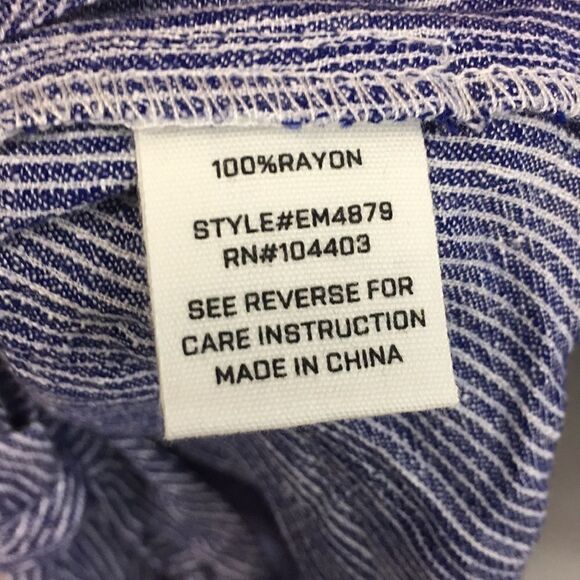 100%RAYON
STYLE#EM4879
RN#104403
SEE REVERSE FOR
CARE INSTRUCTION
MADE IN CHINA